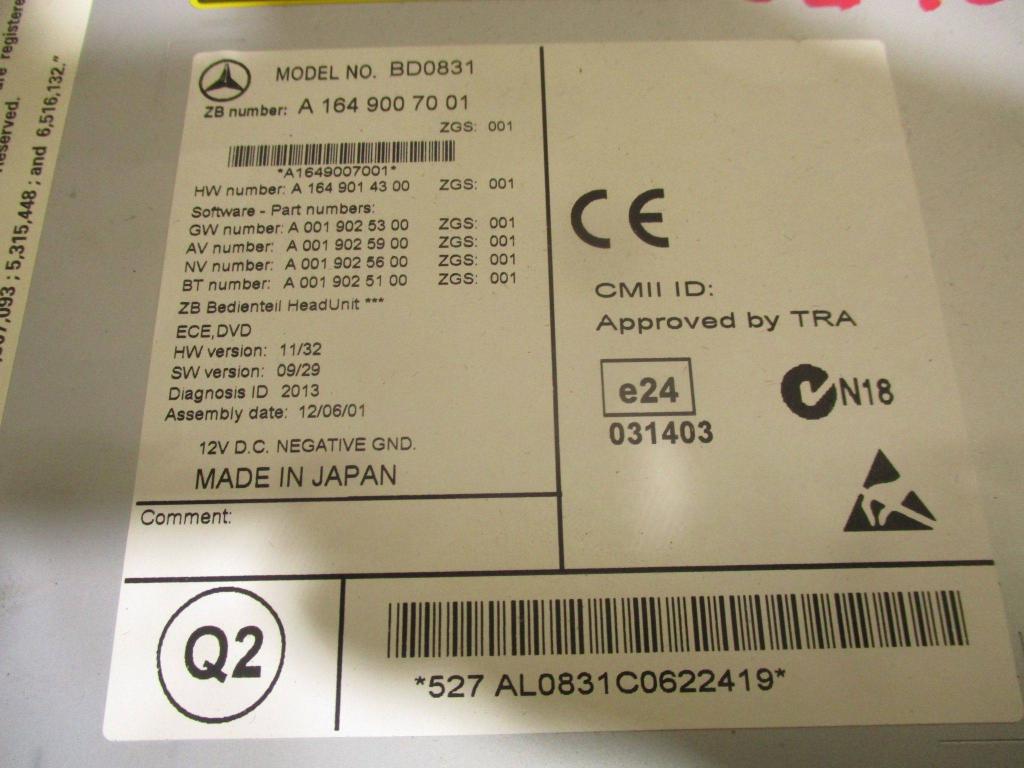 are registered
Reserved.
,093 ; 5,315,448 ; and 6,516,132."
MODEL NO. BD0831
ZB number: A 164 900 70 01
ZGS: 001
*A1649007001*
HW number: A 164 901 43 00 ZGS: 001
Software - Part numbers:
GW number: A 001 902 53 00 ZGS: 001
AV number: A 001 902 59 00 ZGS: 001
NV number: A 001 902 56 00 ZGS: 001
BT number: A 001 902 51 00 ZGS: 001
ZB Bedienteil HeadUnit ***
ECE,DVD
HW version: 11/32
SW version: 09/29
Diagnosis ID 2013
Assembly date: 12/06/01
12V D.C. NEGATIVE GND.
MADE IN JAPAN
Comment:
CE
CMII ID:
Approved by TRA
e24
031403
N18
Q2
*527 AL0831C0622419*